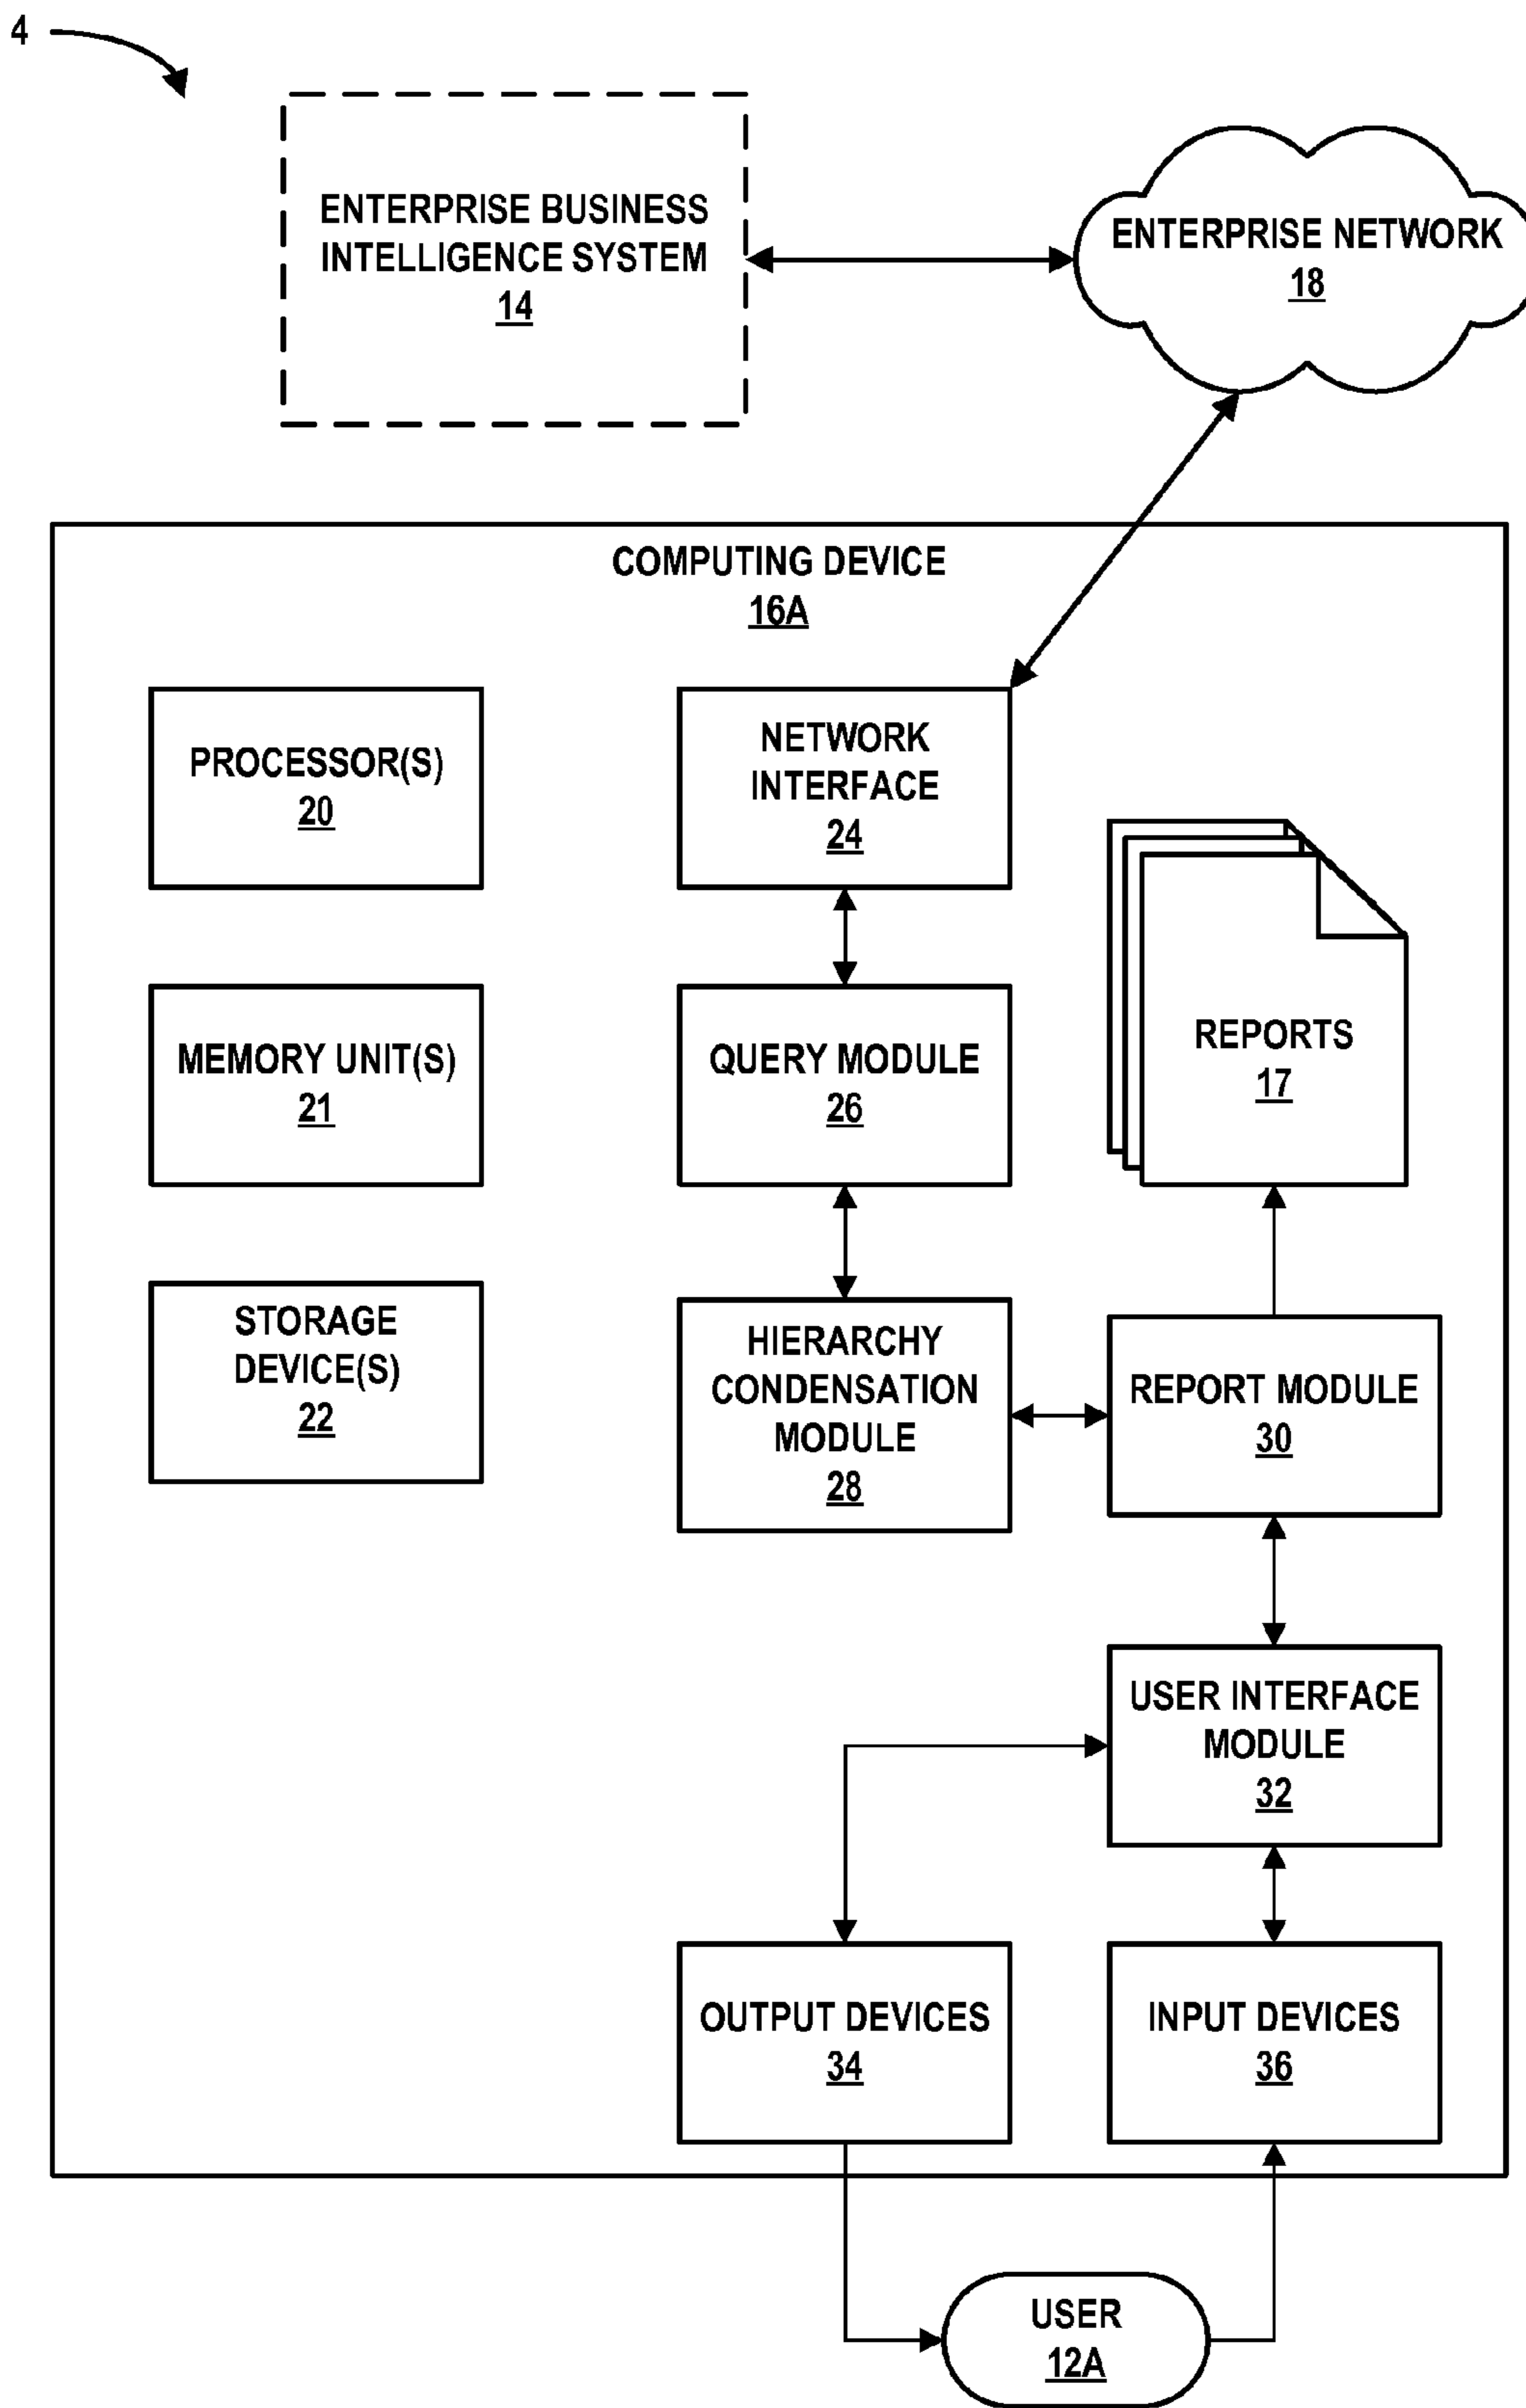 4
ENTERPRISE BUSINESS
INTELLIGENCE SYSTEM
14
ENTERPRISE NETWORK
18
COMPUTING DEVICE
16A
PROCESSOR(S)
20
NETWORK
INTERFACE
24
MEMORY UNIT(S)
21
QUERY MODULE
26
REPORTS
17
STORAGE
DEVICE(S)
22
HIERARCHY
CONDENSATION
MODULE
28
REPORT MODULE
30
USER INTERFACE
MODULE
32
OUTPUT DEVICES
34
INPUT DEVICES
36
USER
12A